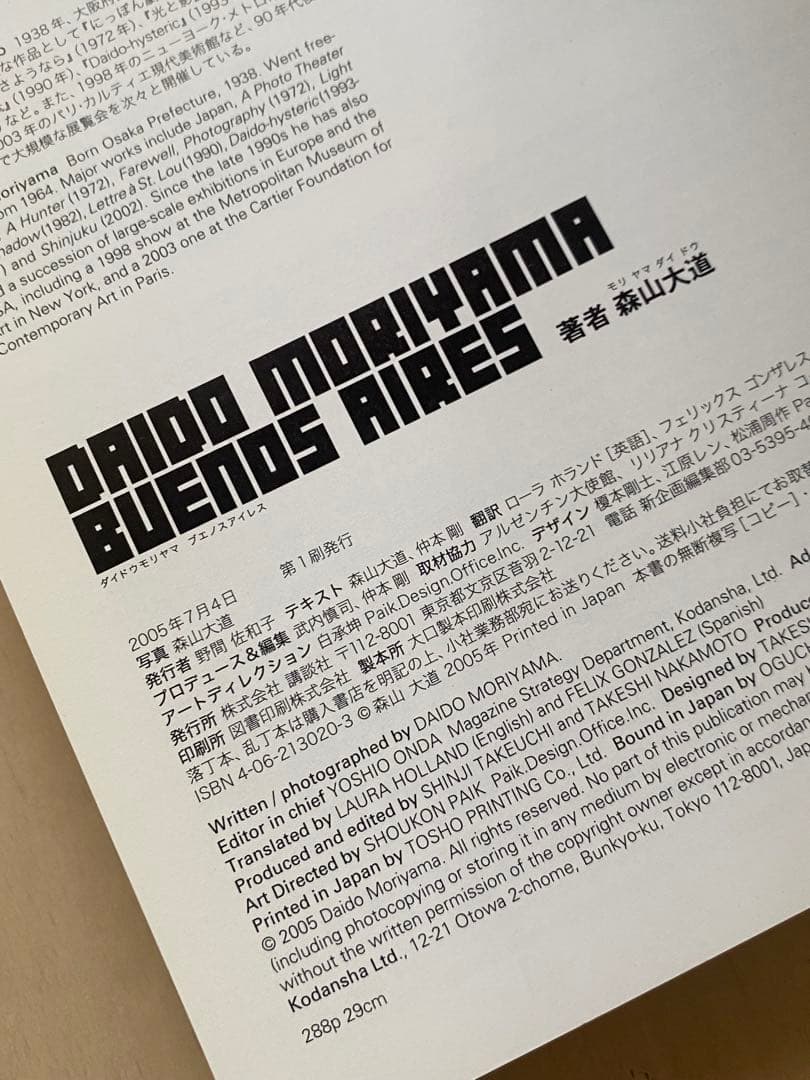 1938年、大阪府
な作品として『にっぽん劇
さようなら』(1972年)、『光と影
』(1990年)、『Daido-hysteric』(1993
など。また、1998年のニューヨーク・メトロ
003年のパリ・カルティエ現代美術館など、90年代後
で大規模な展覧会を次々と開催している。
oriyama Born Osaka Prefecture, 1938. Went free-
om 1964. Major works include Japan, A Photo Theater
A Hunter (1972), Farewell, Photography (1972), Light
hadow(1982), Lettre à St. Lou(1990), Daido-hysteric(1993-
) and Shinjuku (2002). Since the late 1990s he has also
d a succession of large-scale exhibitions in Europe and the
SA, including a 1998 show at the Metropolitan Museum of
rt in New York, and a 2003 one at the Cartier Foundation for
Contemporary Art in Paris.
DAIDO MORIYAMA
BUENOS AIRES
ダイドウモリヤマ ブエノスアイレス
モリ ヤマ ダイ ドウ
著者 森山大道
2005年7月4日 第1刷発行
写真 森山大道 テキスト 森山大道、仲本 剛 翻訳 ローラ ホランド[英語]、フェリックス ゴンザレス
発行者 野間 佐和子 取材協力 アルゼンチン大使館、リリアナ クリスティーナ コ
プロデュース&編集 武内慎司、仲本 剛 デザイン 榎本剛士、江原レン、松浦周作 Pa
アートディレクション 白承坤 Paik.Design.Office.Inc.
発行所 株式会社 講談社 〒112-8001 東京都文京区音羽2-12-21 電話 新企画編集部 03-5395-40
印刷所 図書印刷株式会社 製本所 大口製本印刷株式会社
落丁本、乱丁本は購入書店を明記の上、小社業務部宛にお送りください。送料小社負担にてお取替
ISBN 4-06-213020-3 © 森山 大道 2005年 Printed in Japan 本書の無断複写[コピー]、
Written / photographed by DAIDO MORIYAMA.
Editor in chief YOSHIO ONDA Magazine Strategy Department, Kodansha, Ltd. Ad
Translated by LAURA HOLLAND (English) and FELIX GONZALEZ (Spanish)
Produced and edited by SHINJI TAKEUCHI and TAKESHI NAKAMOTO Produce
Art Directed by SHOUKON PAIK Paik.Design.Office.Inc. Designed by TAKESH
Printed in Japan by TOSHO PRINTING Co., Ltd. Bound in Japan by OGUCH
© 2005 Daido Moriyama. All rights reserved. No part of this publication may b
(including photocopying or storing it in any medium by electronic or mechan
without the written permission of the copyright owner except in accordanc
Kodansha Ltd., 12-21 Otowa 2-chome, Bunkyo-ku, Tokyo 112-8001, Japa
288p 29cm